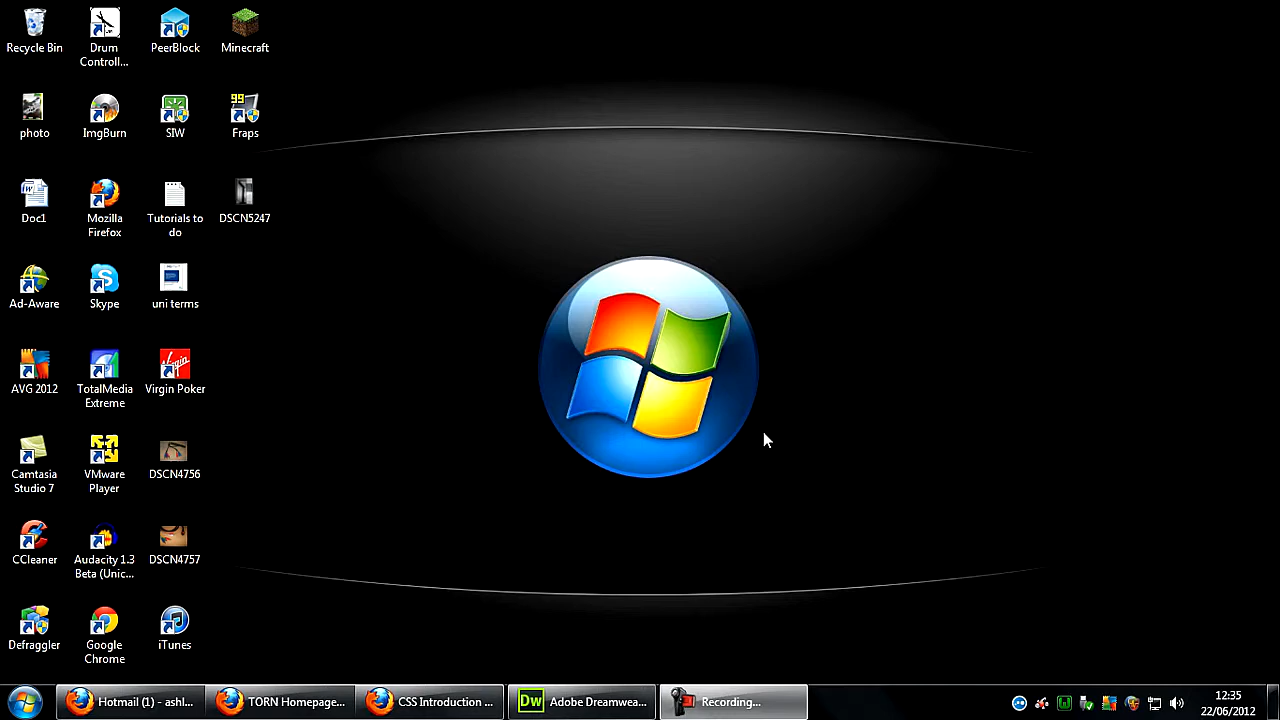 Recycle Bin
Drum
Controll...
PeerBlock
Minecraft
photo
ImgBurn
SIW
99
Fraps
Doc1
Mozilla
Firefox
Tutorials to
do
DSCN5247
Ad-Aware
Skype
uni terms
AVG 2012
TotalMedia
Extreme
Virgin Poker
Camtasia
Studio 7
VMware
Player
DSCN4756
CCleaner
Audacity 1.3
Beta (Unic...
DSCN4757
Defraggler
Google
Chrome
iTunes
Hotmail (1) - ashl...
TORN Homepage...
CSS Introduction ...
Dw
Adobe Dreamwea...
Recording...
12:35
22/06/2012